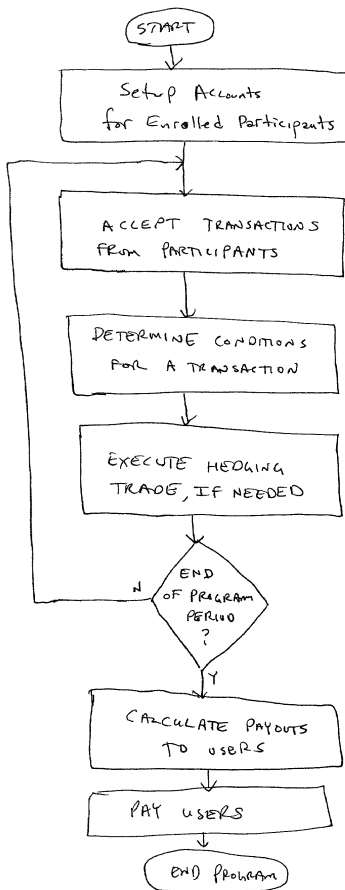 START
Setup Accounts
for Enrolled Participants
ACCEPT TRANSACTIONS
FROM PARTICIPANTS
DETERMINE CONDITIONS
FOR A TRANSACTION
EXECUTE HEDGING
TRADE, IF NEEDED
END
OF PROGRAM
PERIOD
?
N
Y
CALCULATE PAYOUTS
TO USERS
PAY USERS
END PROGRAM